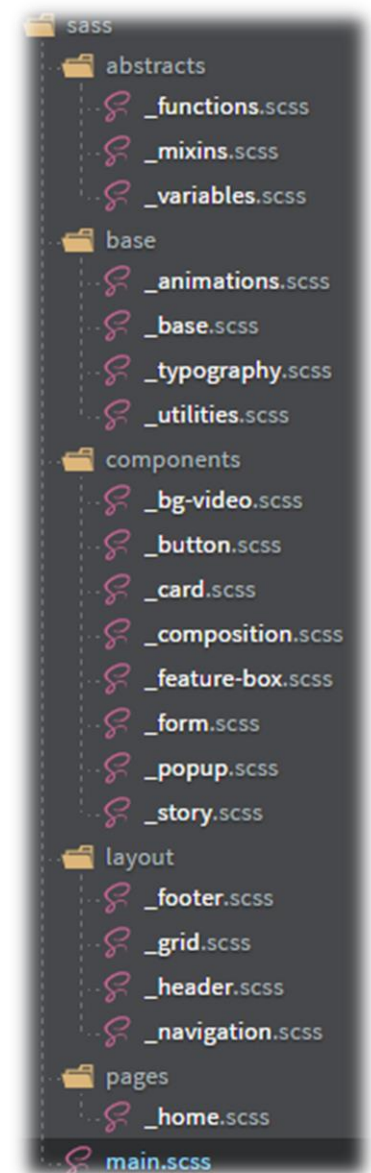 sass
abstracts
_functions.scss
_mixins.scss
_variables.scss
base
_animations.scss
_base.scss
_typography.scss
_utilities.scss
components
_bg-video.scss
_button.scss
_card.scss
_composition.scss
_feature-box.scss
_form.scss
_popup.scss
_story.scss
layout
_footer.scss
_grid.scss
_header.scss
_navigation.scss
pages
_home.scss
main.scss